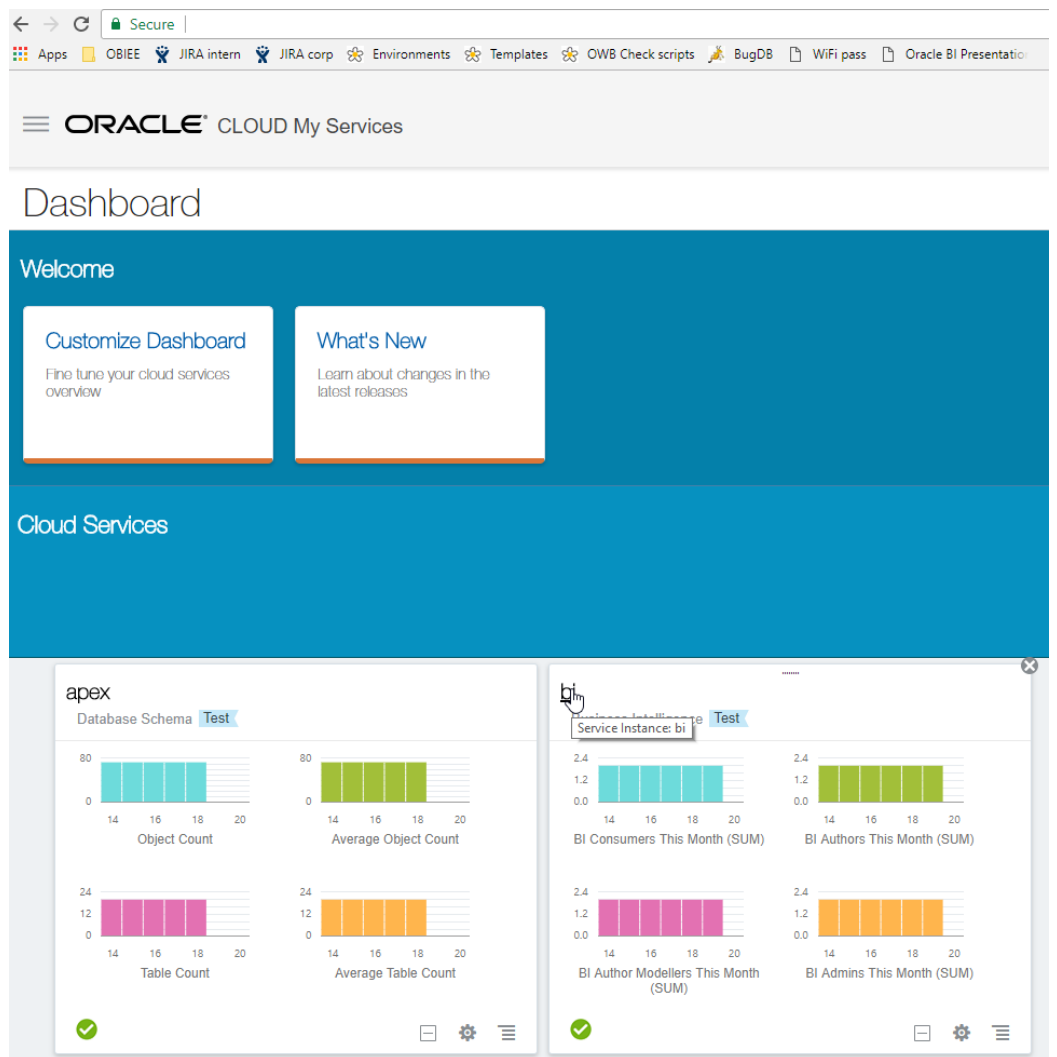 Secure
Apps OBIEE JIRA intern JIRA corp Environments Templates OWB Check scripts BugDB WiFi pass Oracle BI Presentatio
ORACLE CLOUD My Services
Dashboard
Welcome
Customize Dashboard
Fine tune your cloud services
overview
What's New
Learn about changes in the
latest releases
Cloud Services
apex
Database Schema Test
80
0
14 16 18 20
Object Count
80
0
14 16 18 20
Average Object Count
24
12
0
14 16 18 20
Table Count
24
12
0
14 16 18 20
Average Table Count
bi
Business Intelligence Test
Service Instance: bi
2.4
1.2
0.0
14 16 18 20
BI Consumers This Month (SUM)
2.4
1.2
0.0
14 16 18 20
BI Authors This Month (SUM)
2.4
1.2
0.0
14 16 18 20
BI Author Modellers This Month
(SUM)
2.4
1.2
0.0
14 16 18 20
BI Admins This Month (SUM)